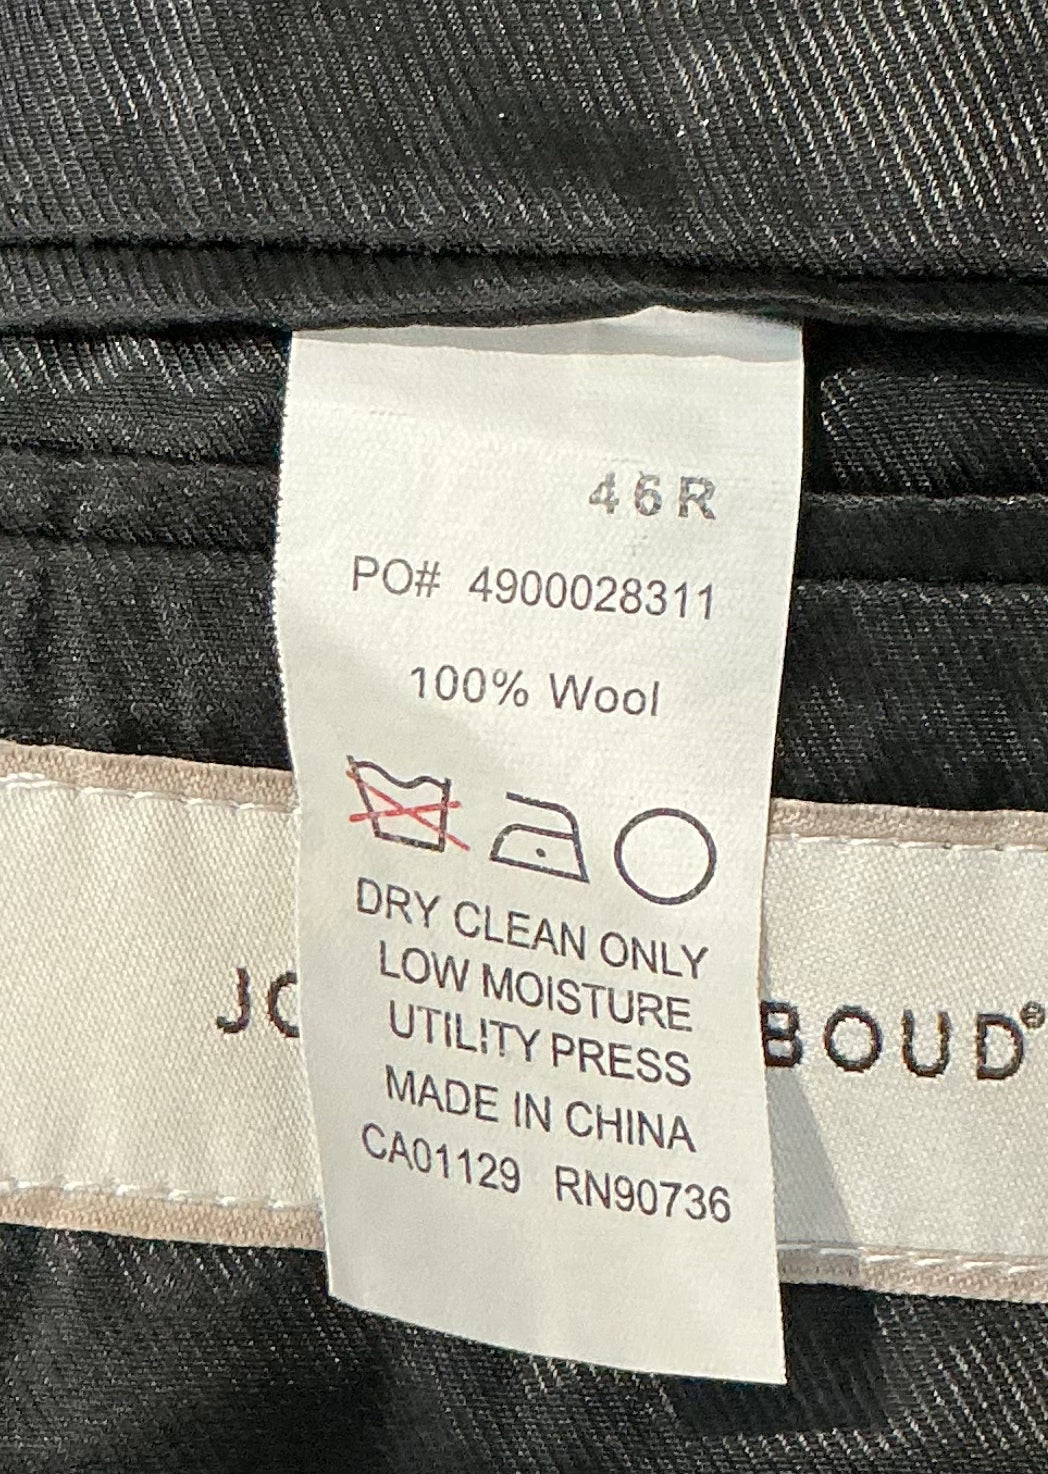 46R
PO# 4900028311
100% Wool
DRY CLEAN ONLY
LOW MOISTURE
UTILITY PRESS
MADE IN CHINA
CA01129 RN90736
JO BOUD®